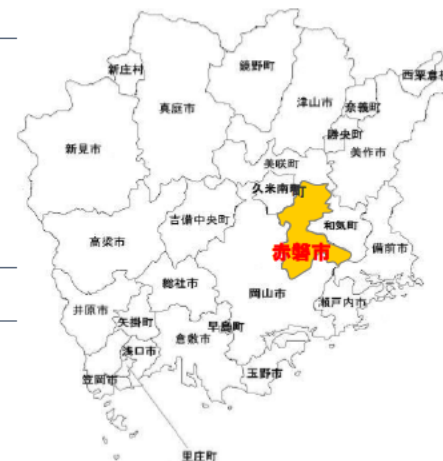 新庄村
鏡野町
津山市
奈義町
西粟倉村
真庭市
勝央町
美作市
新見市
美咲町
久米南町
吉備中央町
和気町
高梁市
赤磐市
備前市
総社市
岡山市
井原市
矢掛町
早島町
瀬戸内市
倉敷市
浅口市
笠岡市
玉野市
里庄町